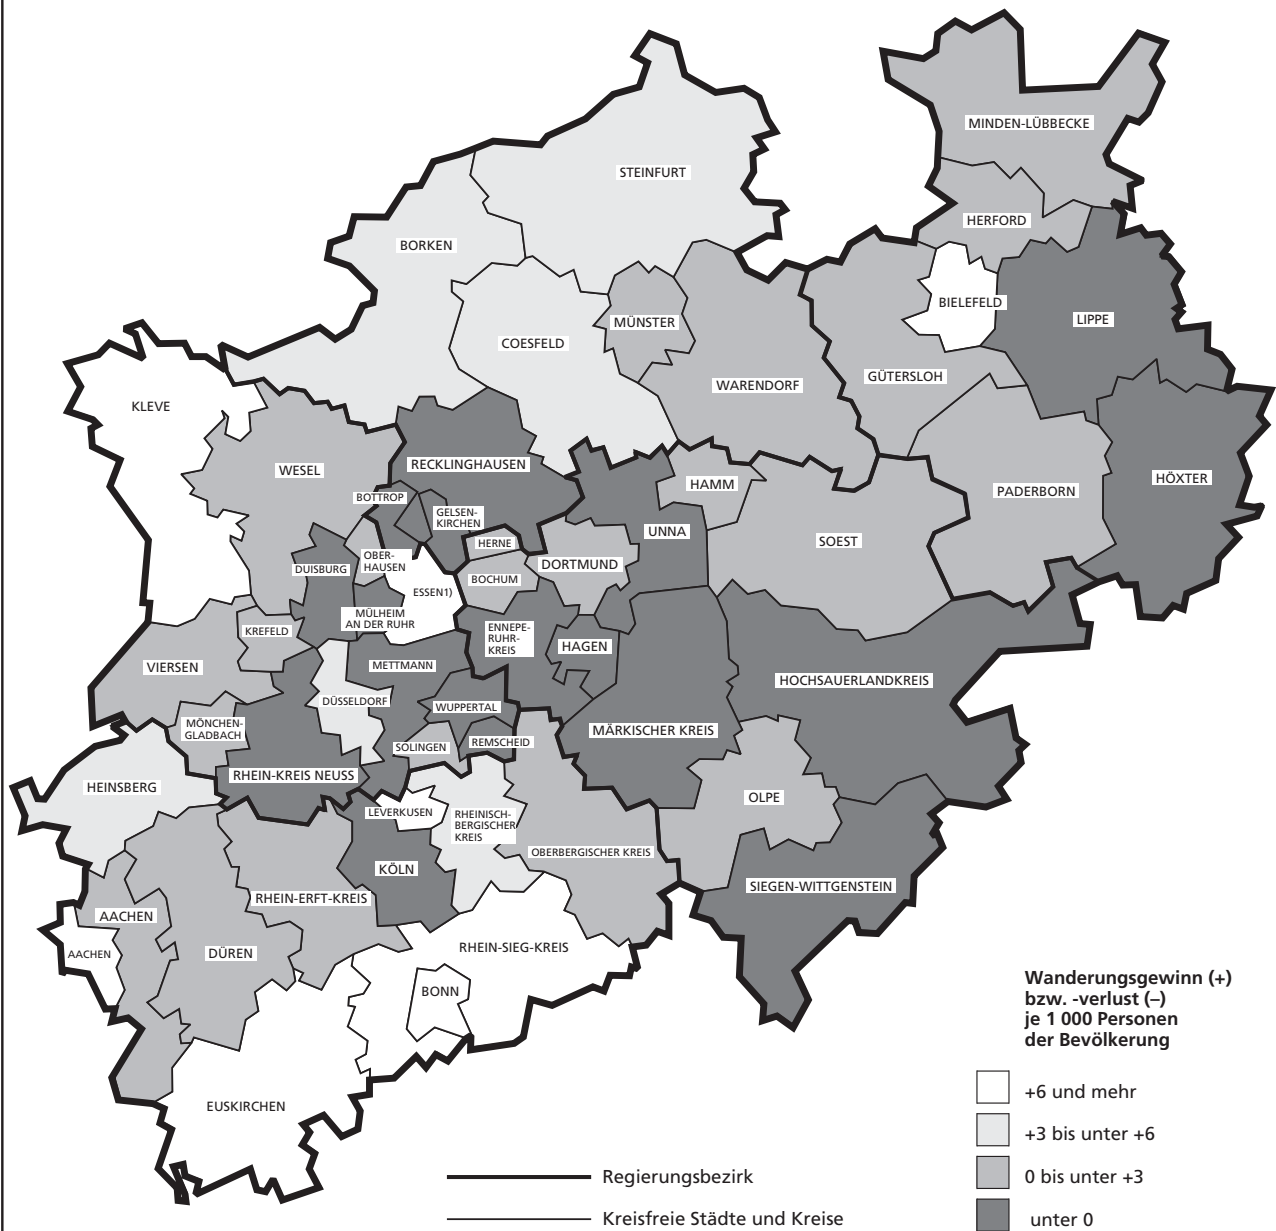 MINDEN-LÜBBECKE
STEINFURT
HERFORD
BORKEN
BIELEFELD
LIPPE
MÜNSTER
COESFELD
GÜTERSLOH
WARENDORF
KLEVE
RECKLINGHAUSEN
WESEL
HÖXTER
HAMM
PADERBORN
BOTTROP
GELSEN-
KIRCHEN
UNNA
SOEST
HERNE
OBER-
HAUSEN
DORTMUND
DUISBURG
BOCHUM
ESSEN1)
MÜLHEIM
AN DER RUHR
KREFELD
ENNEPE-
RUHR-
KREIS
HAGEN
VIERSEN
METTMANN
HOCHSAUERLANDKREIS
DÜSSELDORF
WUPPERTAL
MÖNCHEN-
GLADBACH
MÄRKISCHER KREIS
REMSCHEID
SOLINGEN
RHEIN-KREIS NEUSS
HEINSBERG
OLPE
LEVERKUSEN
RHEINISCH-
BERGISCHER
KREIS
OBERBERGISCHER KREIS
KÖLN
SIEGEN-WITTGENSTEIN
RHEIN-ERFT-KREIS
AACHEN
RHEIN-SIEG-KREIS
AACHEN
DÜREN
BONN
EUSKIRCHEN
Wanderungsgewinn (+)
bzw. -verlust (–)
je 1 000 Personen
der Bevölkerung
+6 und mehr
+3 bis unter +6
0 bis unter +3
unter 0
Regierungsbezirk
Kreisfreie Städte und Kreise